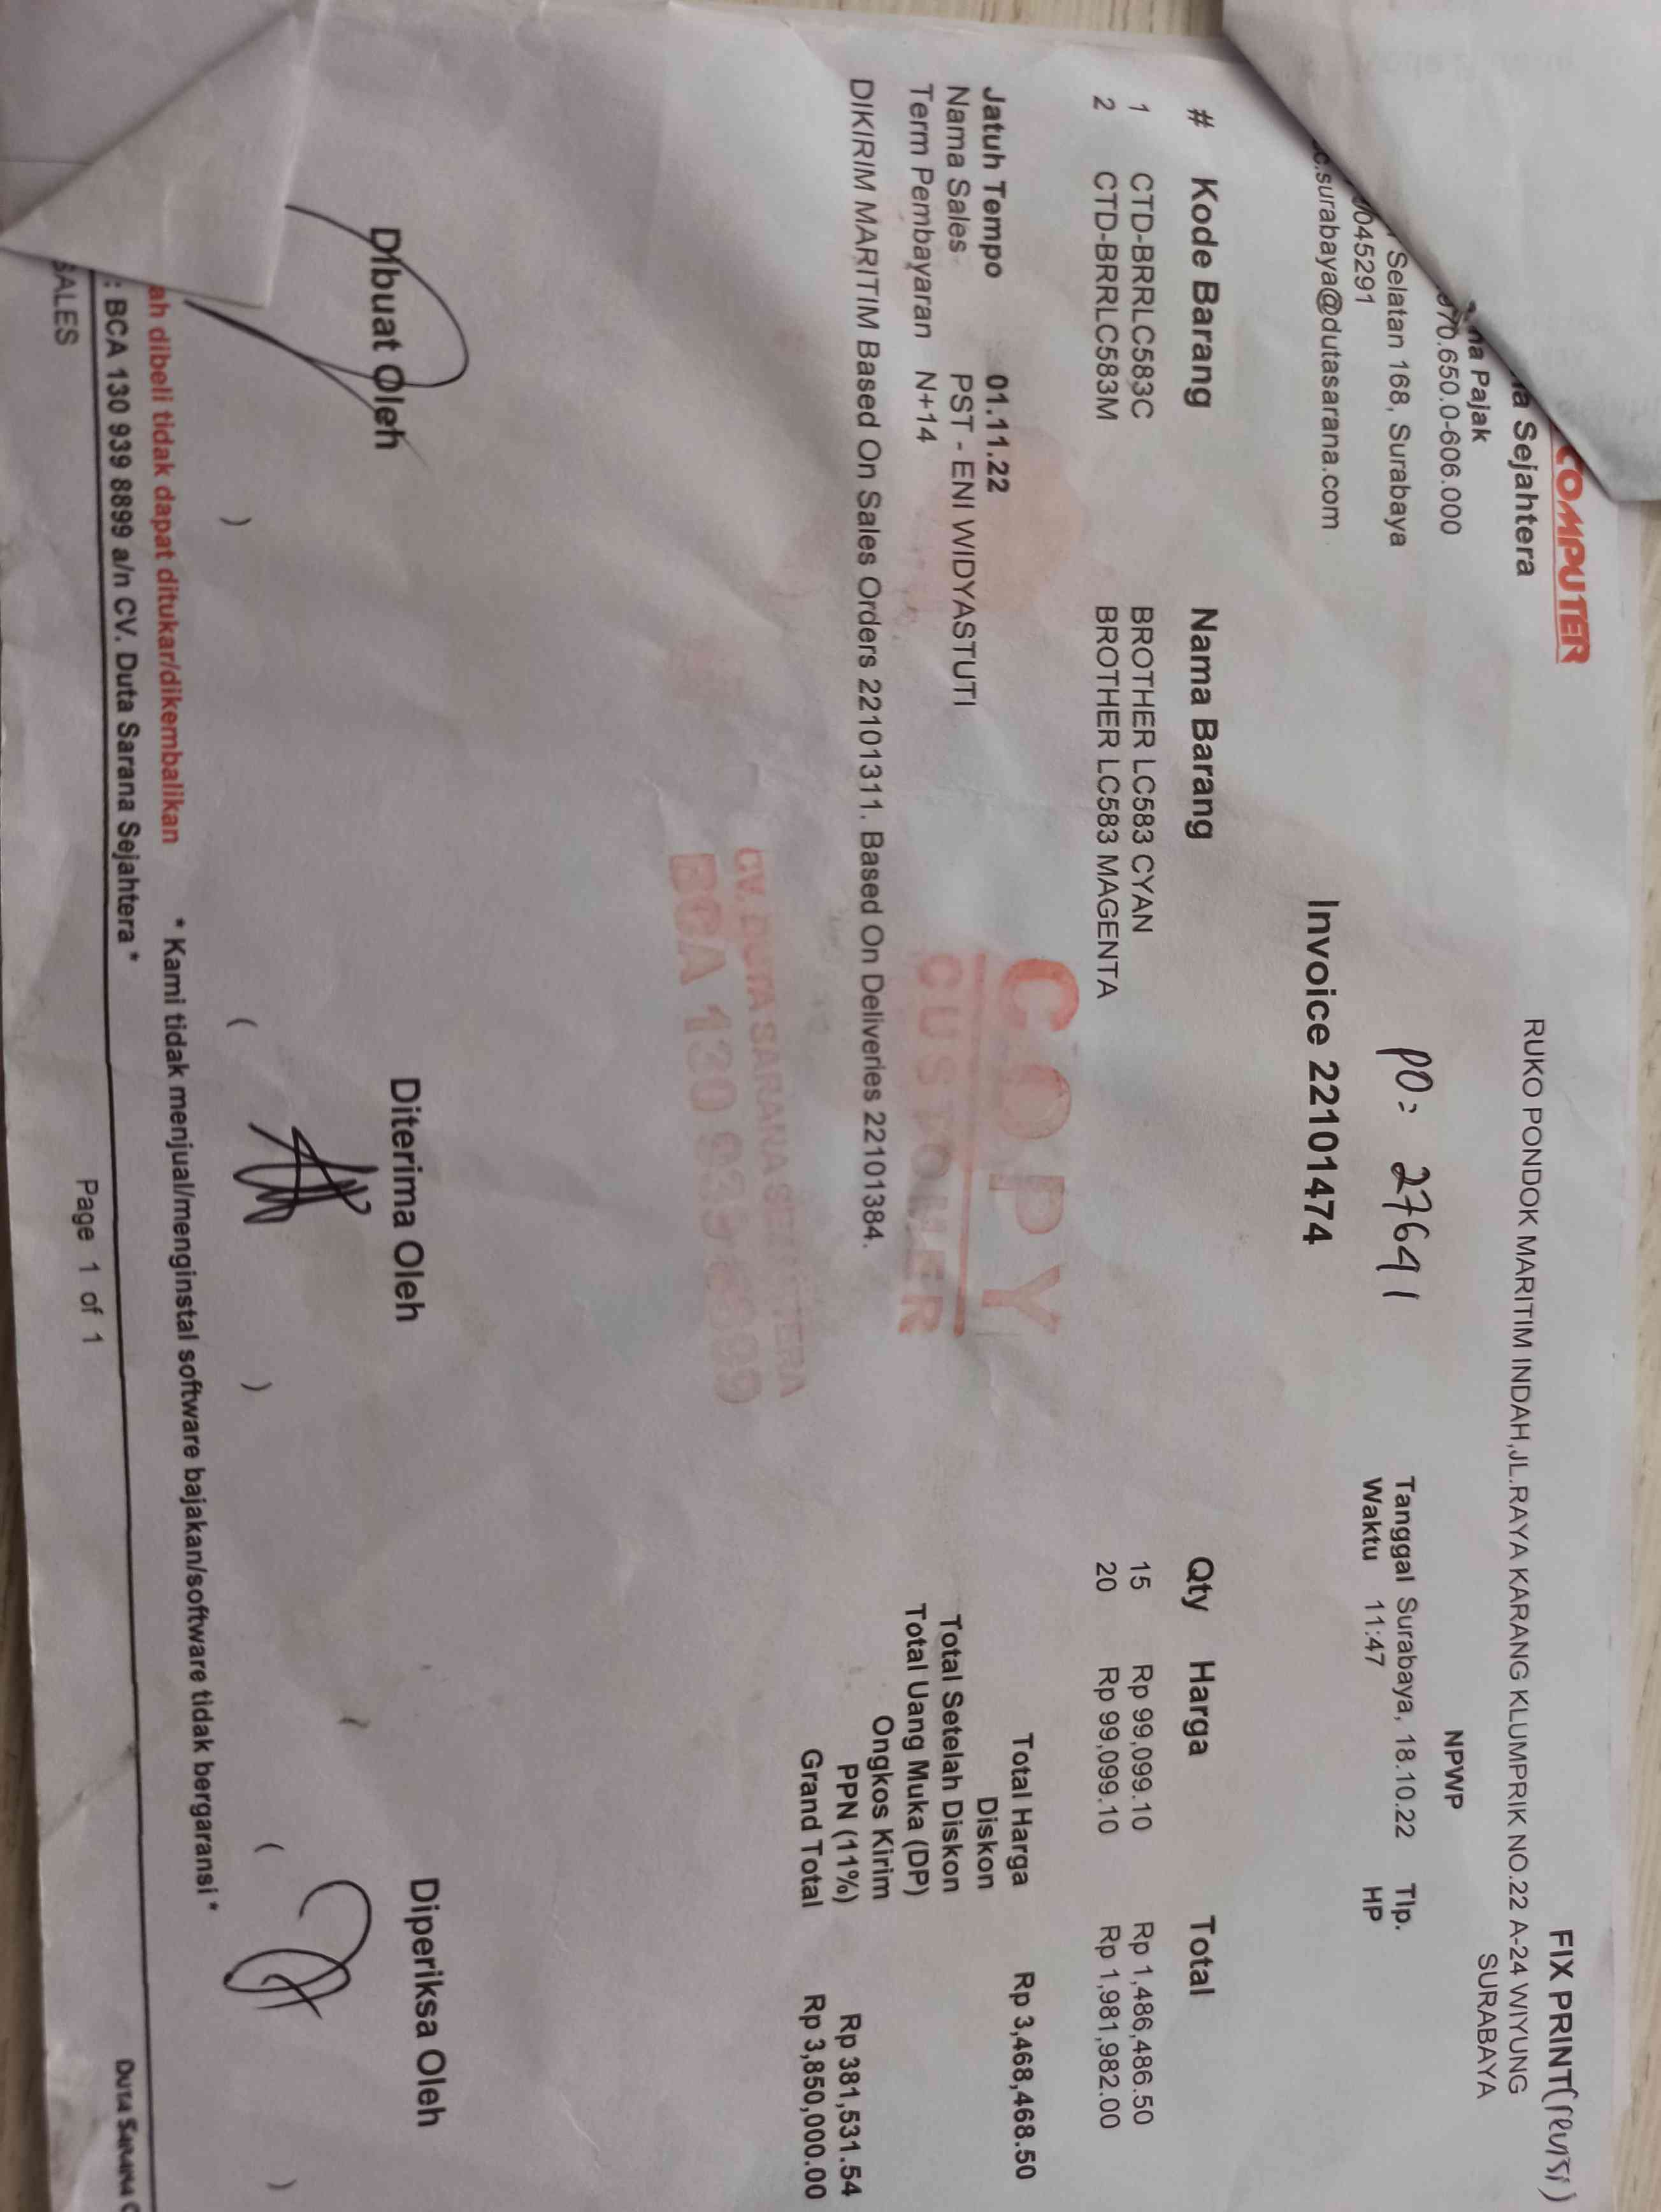 COMPUTER
Sejahtera
Pajak
970.650.0-606.000
Selatan 168, Surabaya
0045291
c.surabaya@dutasarana.com
FIX PRINT (revisi)
RUKO PONDOK MARITIM INDAH,JL.RAYA KARANG KLUMPRIK NO.22 A-24 WIYUNG
SURABAYA
NPWP
PO: 27641
Tanggal Surabaya, 18.10.22 Tlp.
Waktu 11:47 HP
Invoice 22101474
# Kode Barang Nama Barang Qty Harga Total
1 CTD-BRRLC583C BROTHER LC583 CYAN 15 Rp 99,099.10 Rp 1,486,486.50
2 CTD-BRRLC583M BROTHER LC583 MAGENTA 20 Rp 99,099.10 Rp 1,981,982.00
COPY
CUSTOMER
Jatuh Tempo 01.11.22
Nama Sales PST - ENI WIDYASTUTI
Term Pembayaran N+14
DIKIRIM MARITIM Based On Sales Orders 22101311. Based On Deliveries 22101384.
Total Harga Rp 3,468,468.50
Diskon
Total Setelah Diskon
Total Uang Muka (DP)
Ongkos Kirim
PPN (11%) Rp 381,531.54
Grand Total Rp 3,850,000.00
CV. DUTA SARANA SEJAHTERA
BCA 130 939 8899
Dibuat Oleh Diterima Oleh Diperiksa Oleh
) ( ) ( )
ah dibeli tidak dapat ditukar/dikembalikan * Kami tidak menjual/menginstal software bajakan/software tidak bergaransi *
: BCA 130 939 8899 a/n CV. Duta Sarana Sejahtera *
SALES Page 1 of 1 DUTA SARANA C